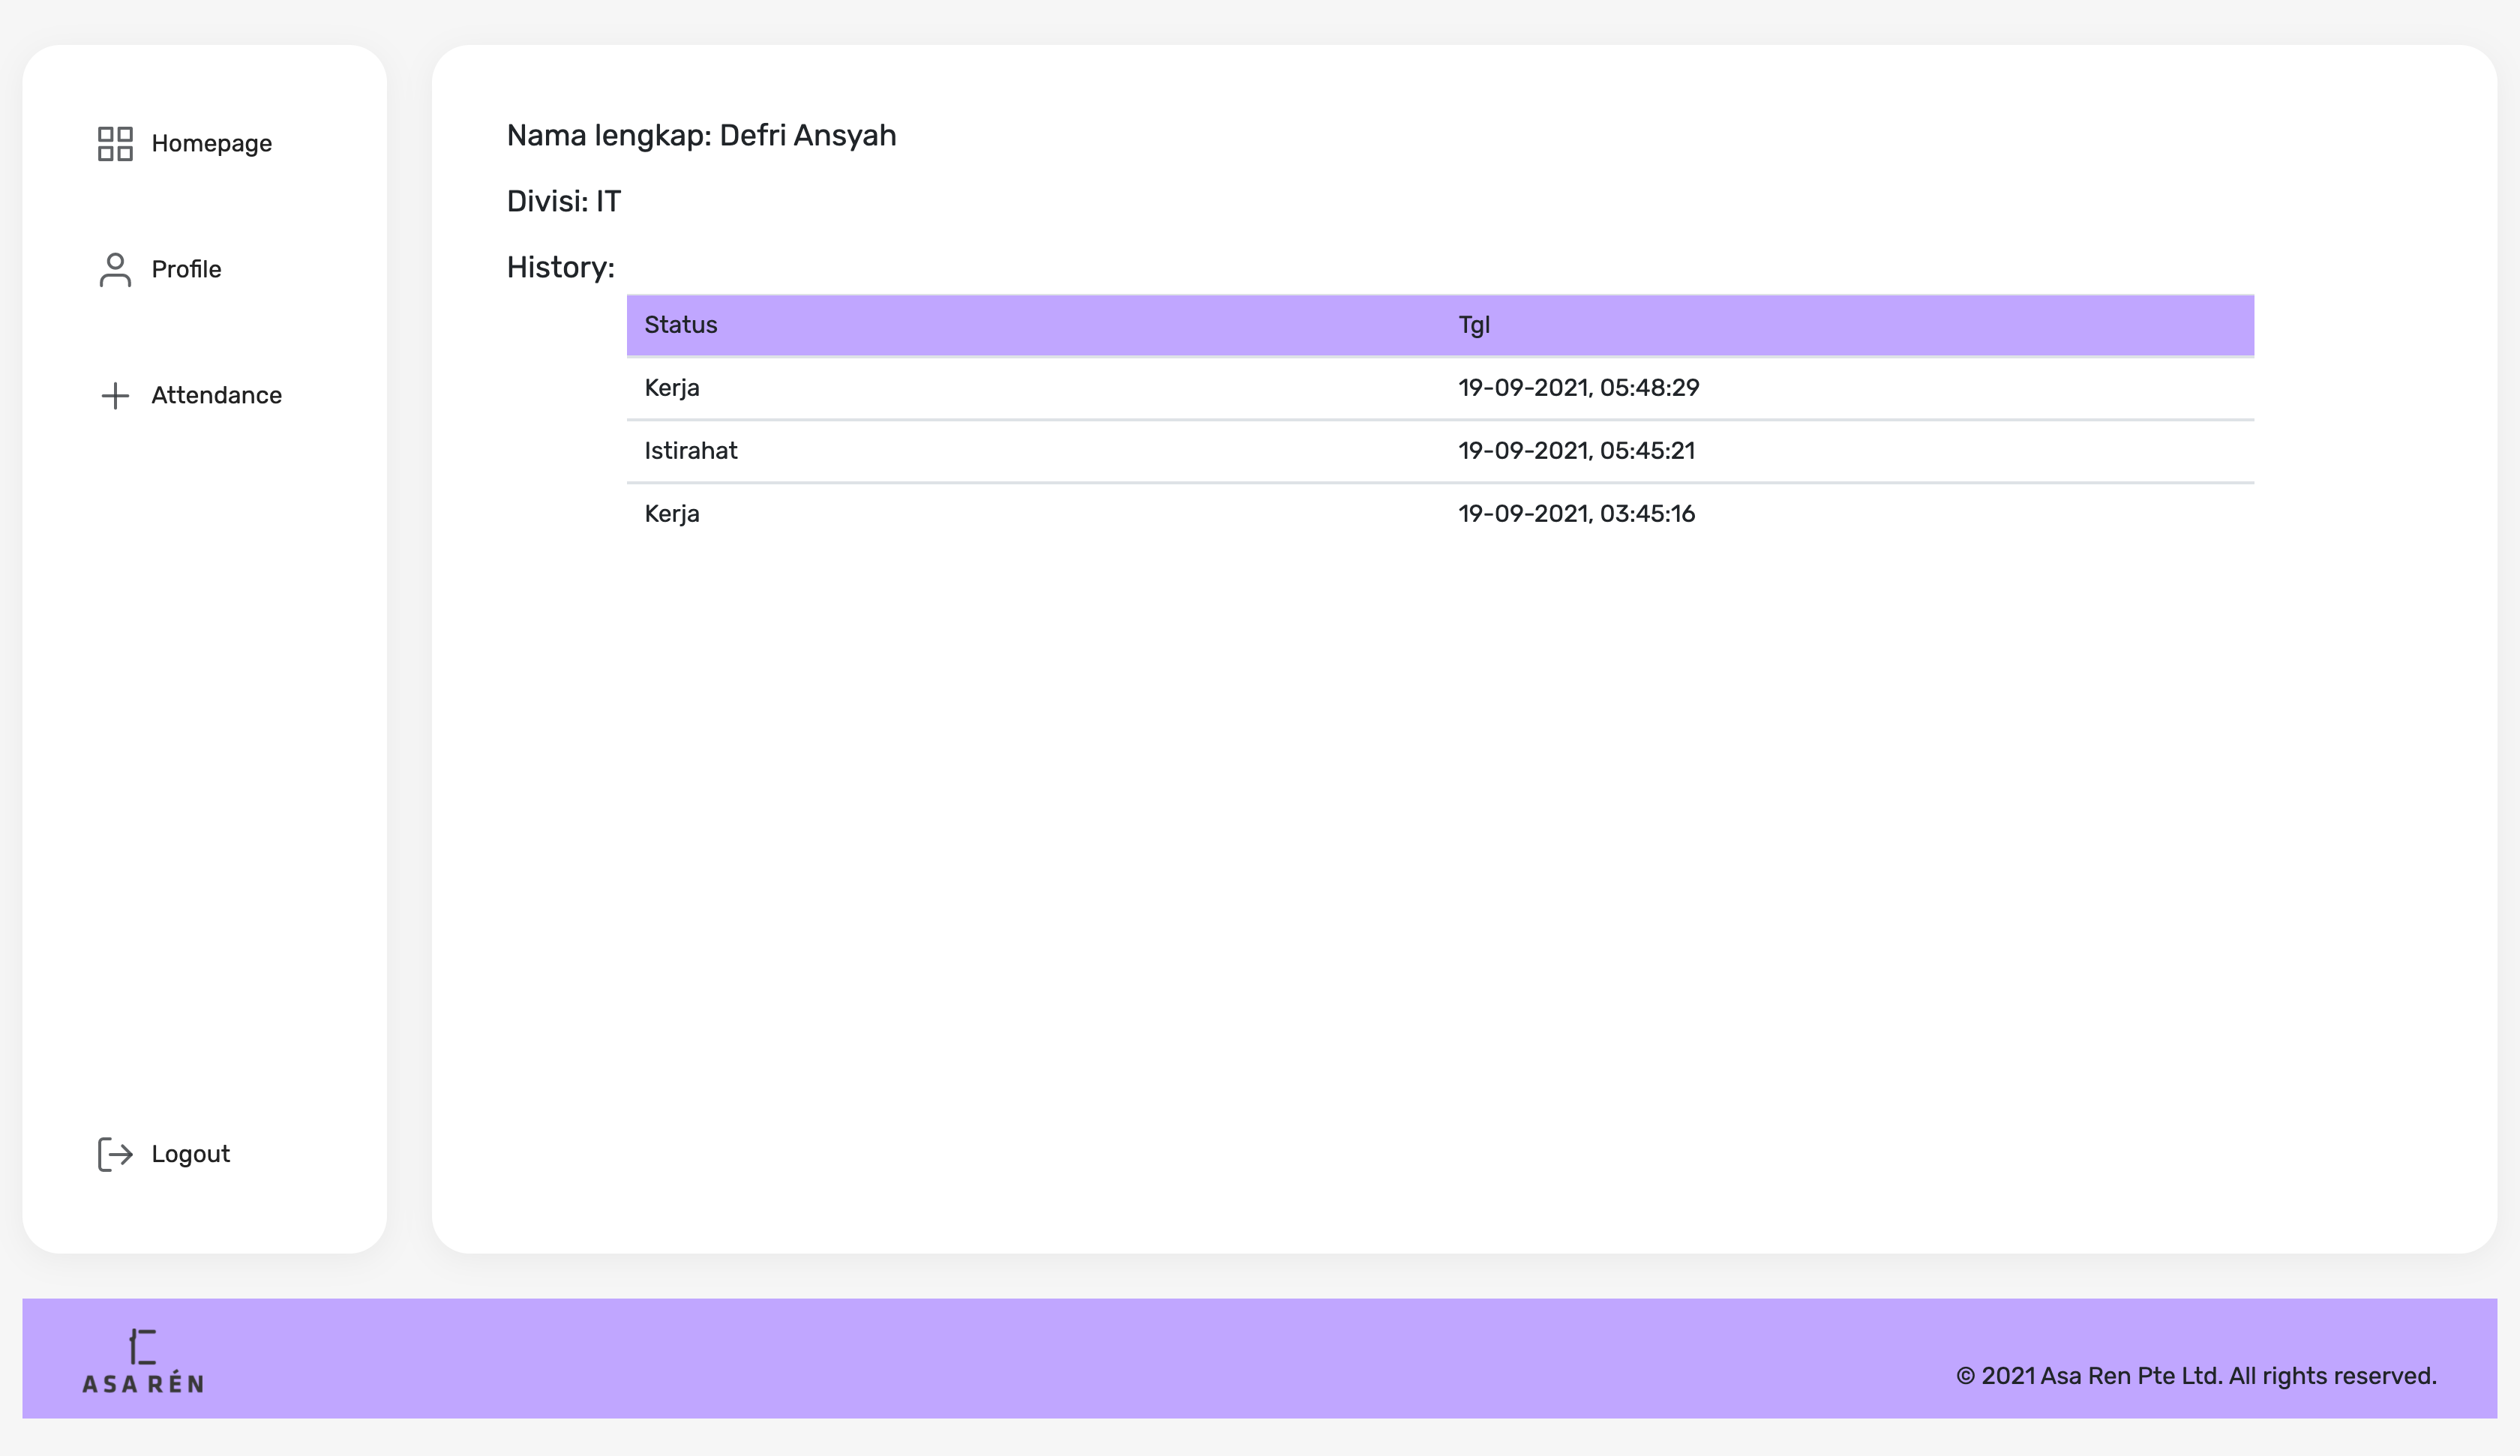 Homepage
Profile
Attendance
Logout
Nama lengkap: Defri Ansyah
Divisi: IT
History:
Status Tgl
Kerja 19-09-2021, 05:48:29
Istirahat 19-09-2021, 05:45:21
Kerja 19-09-2021, 03:45:16
ASA RÉN
© 2021 Asa Ren Pte Ltd. All rights reserved.